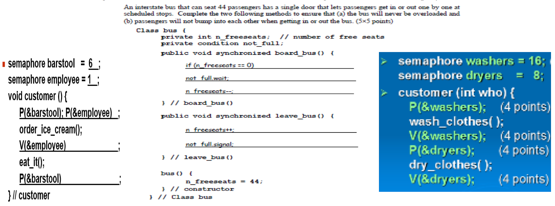 An interstate bus that can seat 44 passengers has a single door that lets passengers get in or out one by one at
scheduled stops. Complete the two following methods to ensure that (a) the bus will never be overloaded and
(b) passengers will not bump into each other when getting in or out the bus. (5×5 points)
Class bus {
private int n_freeseats; // number of free seats
private condition not_full;
public void synchronized board_bus() {
if (n_freeseats == 0)
not_full.wait;
n_freeseats--;
} // board_bus()
public void synchronized leave_bus() {
n_freeseats++;
not_full.signal;
} // leave_bus()
bus() {
n_freeseats = 44;
} // constructor
} // Class bus
semaphore barstool = 6_;
semaphore employee = 1_;
void customer () {
P(&barstool); P(&employee) ;
order_ice_cream();
V(&employee) ;
eat_it();
P(&barstool) ;
} // customer
semaphore washers = 16;
semaphore dryers = 8;
customer (int who) {
P(&washers); (4 points)
wash_clothes( );
V(&washers); (4 points)
P(&dryers); (4 points)
dry_clothes( );
V(&dryers); (4 points)